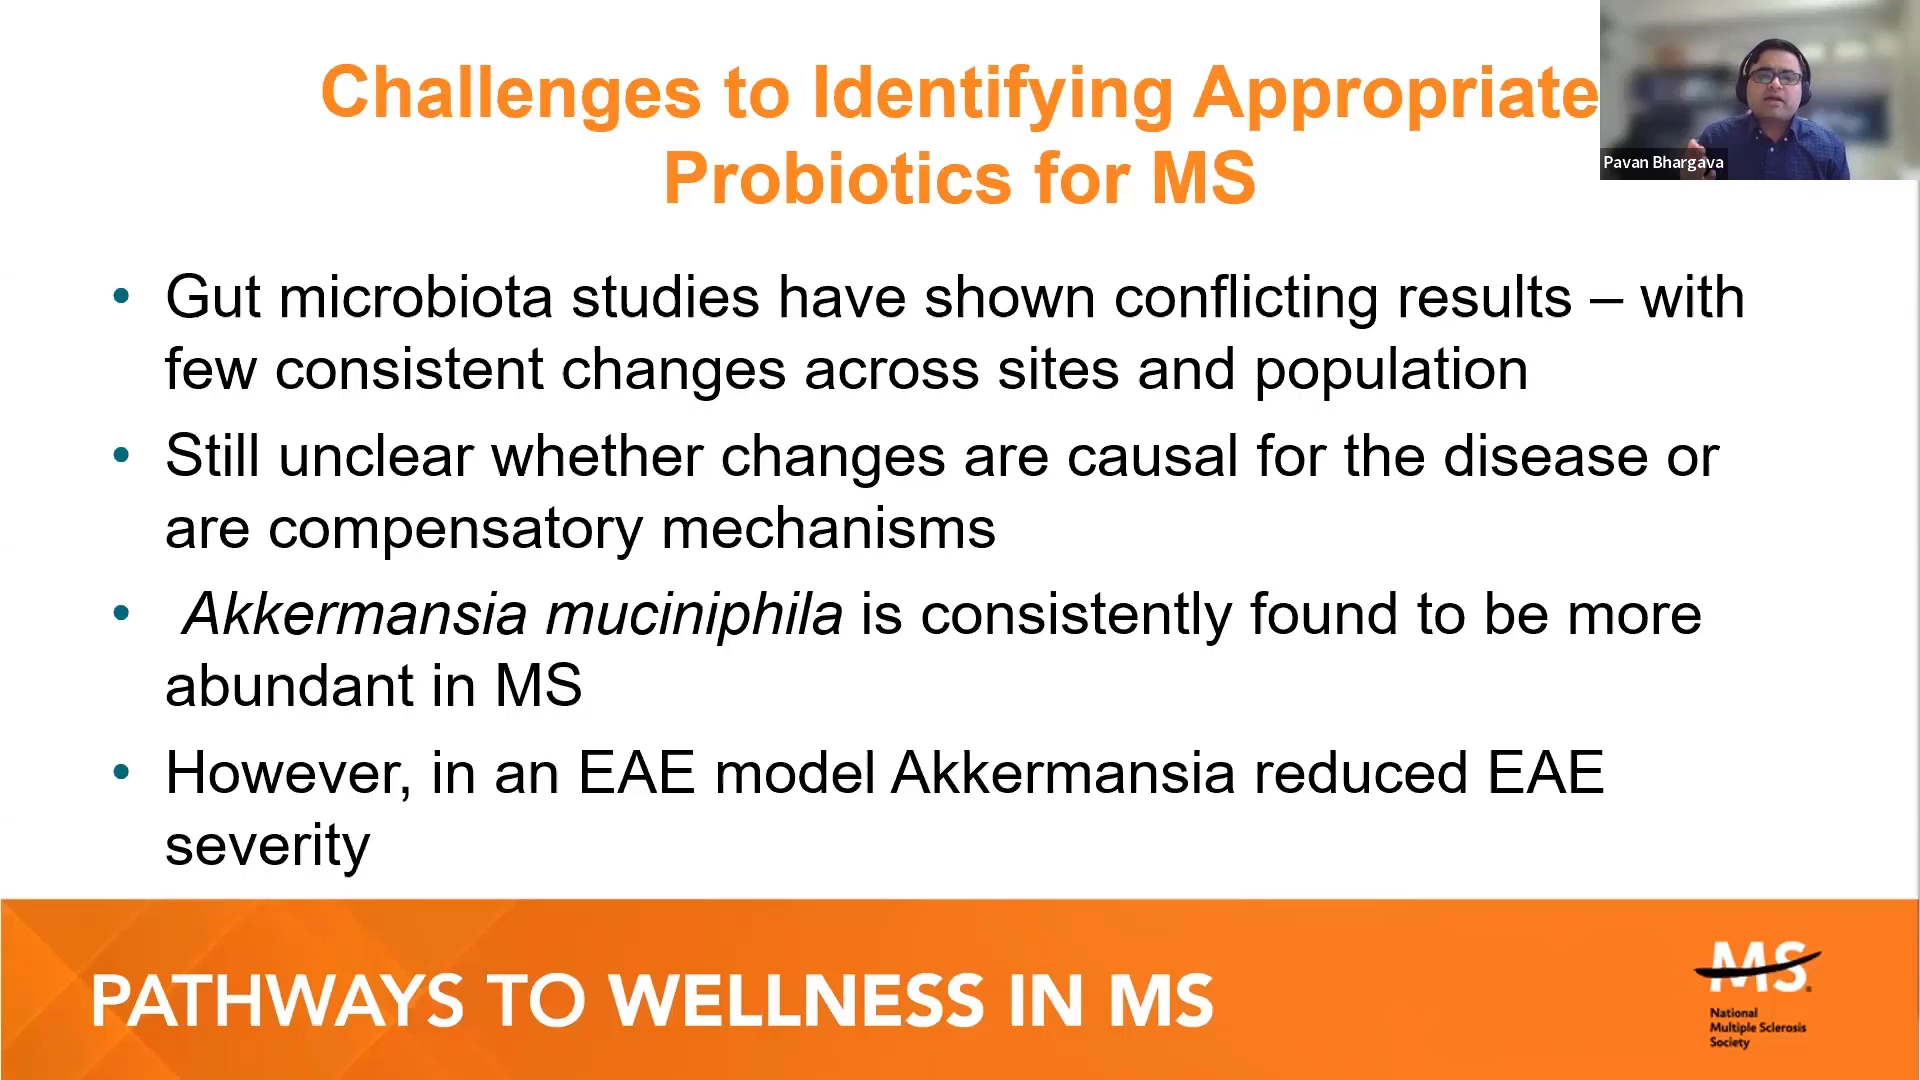 Challenges to Identifying Appropriate
Probiotics for MS
Pavan Bhargava
• Gut microbiota studies have shown conflicting results – with
few consistent changes across sites and population
• Still unclear whether changes are causal for the disease or
are compensatory mechanisms
• Akkermansia muciniphila is consistently found to be more
abundant in MS
• However, in an EAE model Akkermansia reduced EAE
severity
PATHWAYS TO WELLNESS IN MS
MS
National
Multiple Sclerosis
Society